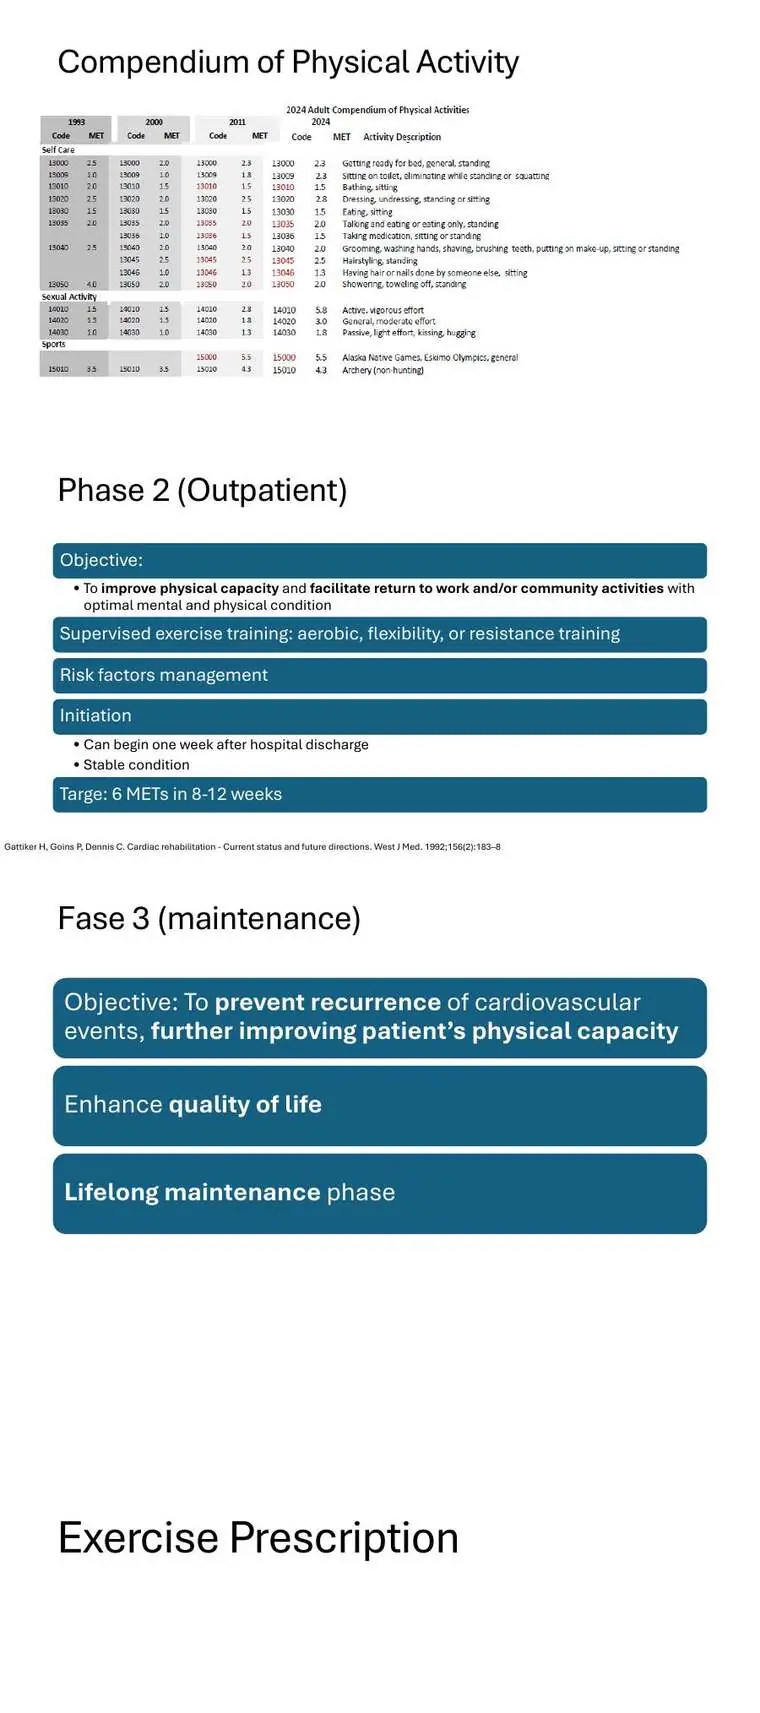 Compendium of Physical Activity
2024 Adult Compendium of Physical Activities
1993 2000 2011 2024
Code MET Code MET Code MET Code MET Activity Description
Self Care
13000 2.5 13000 2.0 13000 2.3 13000 2.3 Getting ready for bed, general, standing
13009 1.0 13009 1.0 13009 1.8 13009 2.3 Sitting on toilet, eliminating while standing or squatting
13010 2.0 13010 1.5 13010 1.5 13010 1.5 Bathing, sitting
13020 2.5 13020 2.0 13020 2.5 13020 2.8 Dressing, undressing, standing or sitting
13030 1.5 13030 1.5 13030 1.5 13030 1.5 Eating, sitting
13035 2.0 13035 2.0 13035 2.0 13035 2.0 Talking and eating or eating only, standing
13036 1.0 13036 1.5 13036 1.5 Taking medication, sitting or standing
13040 2.5 13040 2.0 13040 2.0 13040 2.0 Grooming, washing hands, shaving, brushing teeth, putting on make-up, sitting or standing
13045 2.5 13045 2.5 13045 2.5 Hairstyling, standing
13046 1.0 13046 1.3 13046 1.3 Having hair or nails done by someone else, sitting
13050 4.0 13050 2.0 13050 2.0 13050 2.0 Showering, toweling off, standing
Sexual Activity
14010 1.5 14010 1.5 14010 2.8 14010 5.8 Active, vigorous effort
14020 1.5 14020 1.5 14020 1.8 14020 3.0 General, moderate effort
14030 1.0 14030 1.0 14030 1.3 14030 1.8 Passive, light effort, kissing, hugging
Sports
15000 5.5 15000 5.5 Alaska Native Games, Eskimo Olympics, general
15010 3.5 15010 3.5 15010 4.3 15010 4.3 Archery (non-hunting)
Phase 2 (Outpatient)
Objective:
• To improve physical capacity and facilitate return to work and/or community activities with
optimal mental and physical condition
Supervised exercise training: aerobic, flexibility, or resistance training
Risk factors management
Initiation
• Can begin one week after hospital discharge
• Stable condition
Targe: 6 METs in 8-12 weeks
Gattiker H, Goins P, Dennis C. Cardiac rehabilitation - Current status and future directions. West J Med. 1992;156(2):183–8
Fase 3 (maintenance)
Objective: To prevent recurrence of cardiovascular
events, further improving patient’s physical capacity
Enhance quality of life
Lifelong maintenance phase
Exercise Prescription